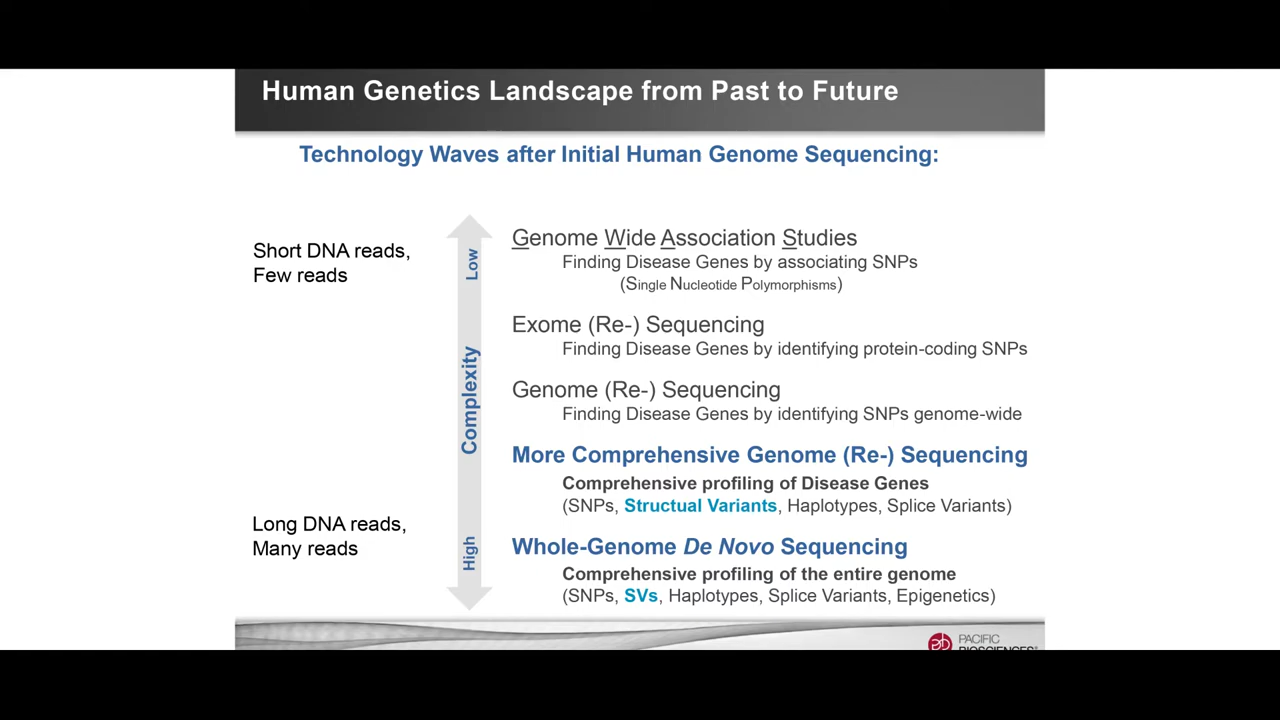 Human Genetics Landscape from Past to Future
Technology Waves after Initial Human Genome Sequencing:
Short DNA reads,
Few reads
Low
Complexity
High
Long DNA reads,
Many reads
Genome Wide Association Studies
Finding Disease Genes by associating SNPs
(Single Nucleotide Polymorphisms)
Exome (Re-) Sequencing
Finding Disease Genes by identifying protein-coding SNPs
Genome (Re-) Sequencing
Finding Disease Genes by identifying SNPs genome-wide
More Comprehensive Genome (Re-) Sequencing
Comprehensive profiling of Disease Genes
(SNPs, Structual Variants, Haplotypes, Splice Variants)
Whole-Genome De Novo Sequencing
Comprehensive profiling of the entire genome
(SNPs, SVs, Haplotypes, Splice Variants, Epigenetics)
PACIFIC
BIOSCIENCES